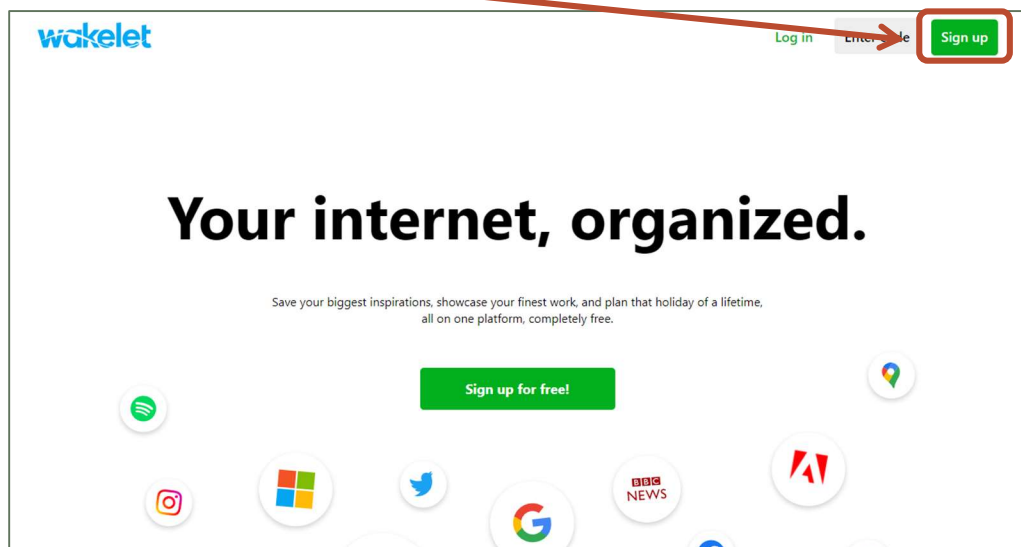 wakelet
Log in
Enter
Sign up
Your internet, organized.
Save your biggest inspirations, showcase your finest work, and plan that holiday of a lifetime,
all on one platform, completely free.
Sign up for free!
BBC
NEWS